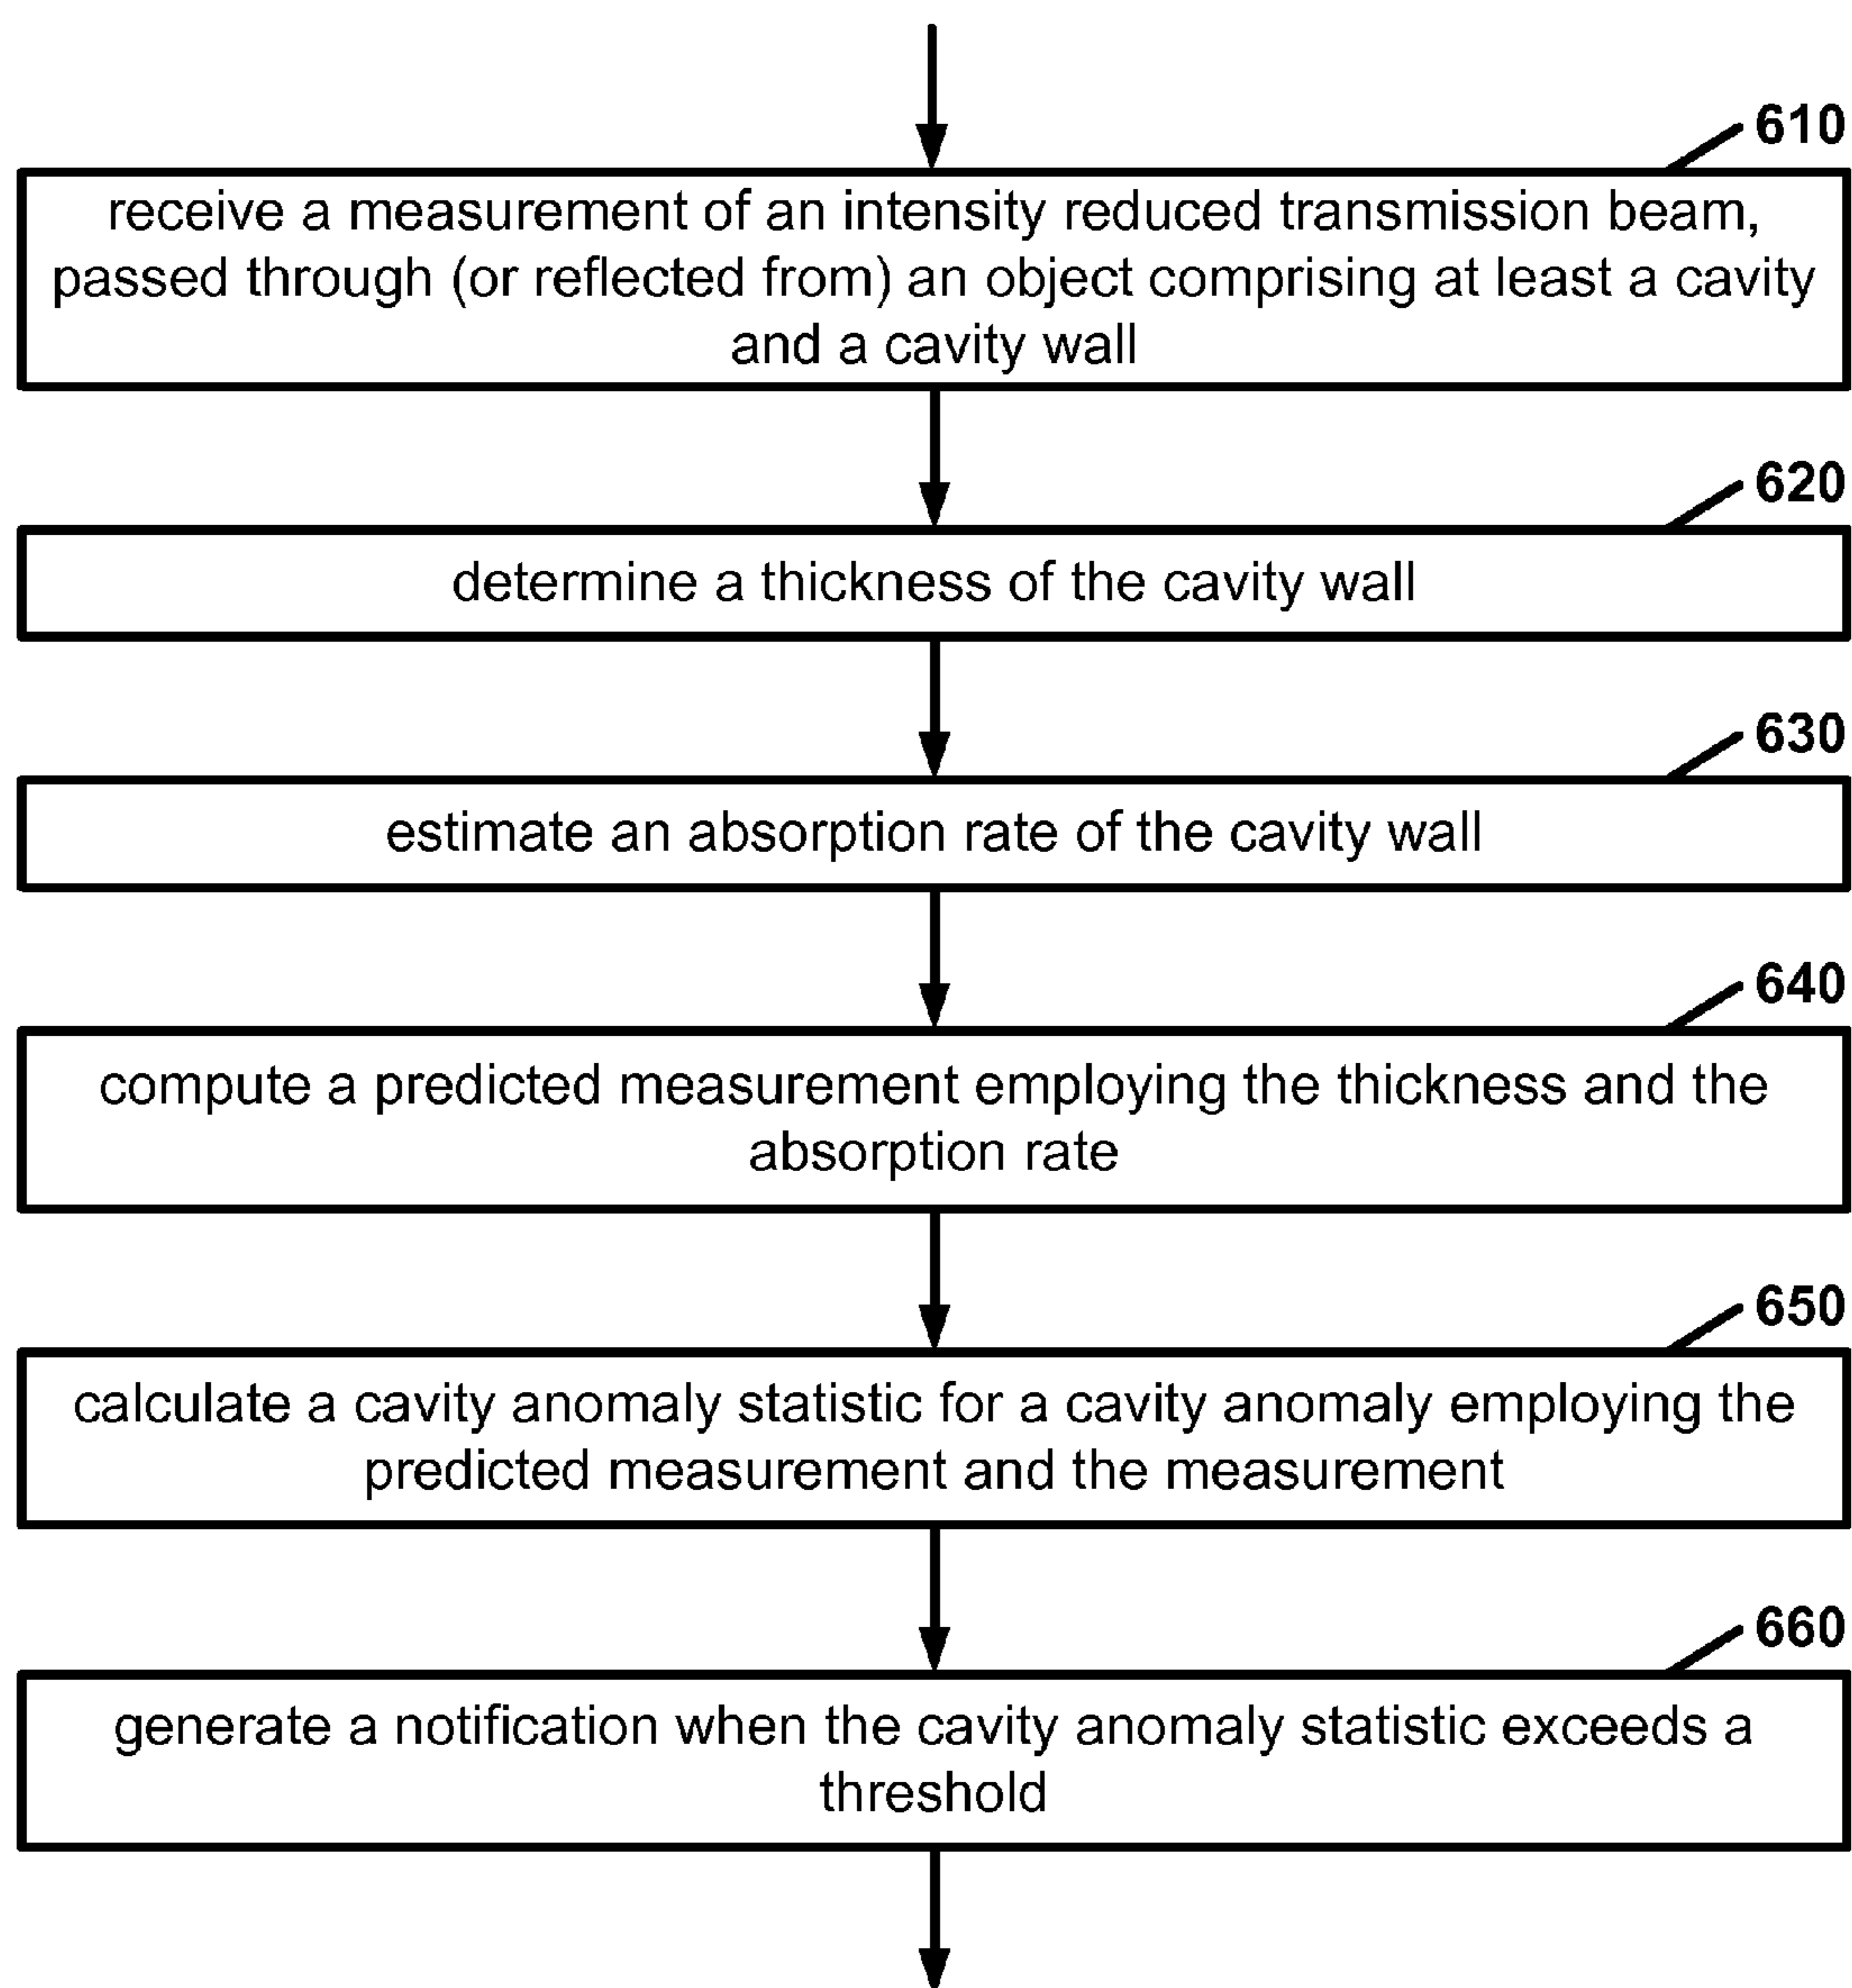 610
receive a measurement of an intensity reduced transmission beam,
passed through (or reflected from) an object comprising at least a cavity
and a cavity wall
620
determine a thickness of the cavity wall
630
estimate an absorption rate of the cavity wall
640
compute a predicted measurement employing the thickness and the
absorption rate
650
calculate a cavity anomaly statistic for a cavity anomaly employing the
predicted measurement and the measurement
660
generate a notification when the cavity anomaly statistic exceeds a
threshold